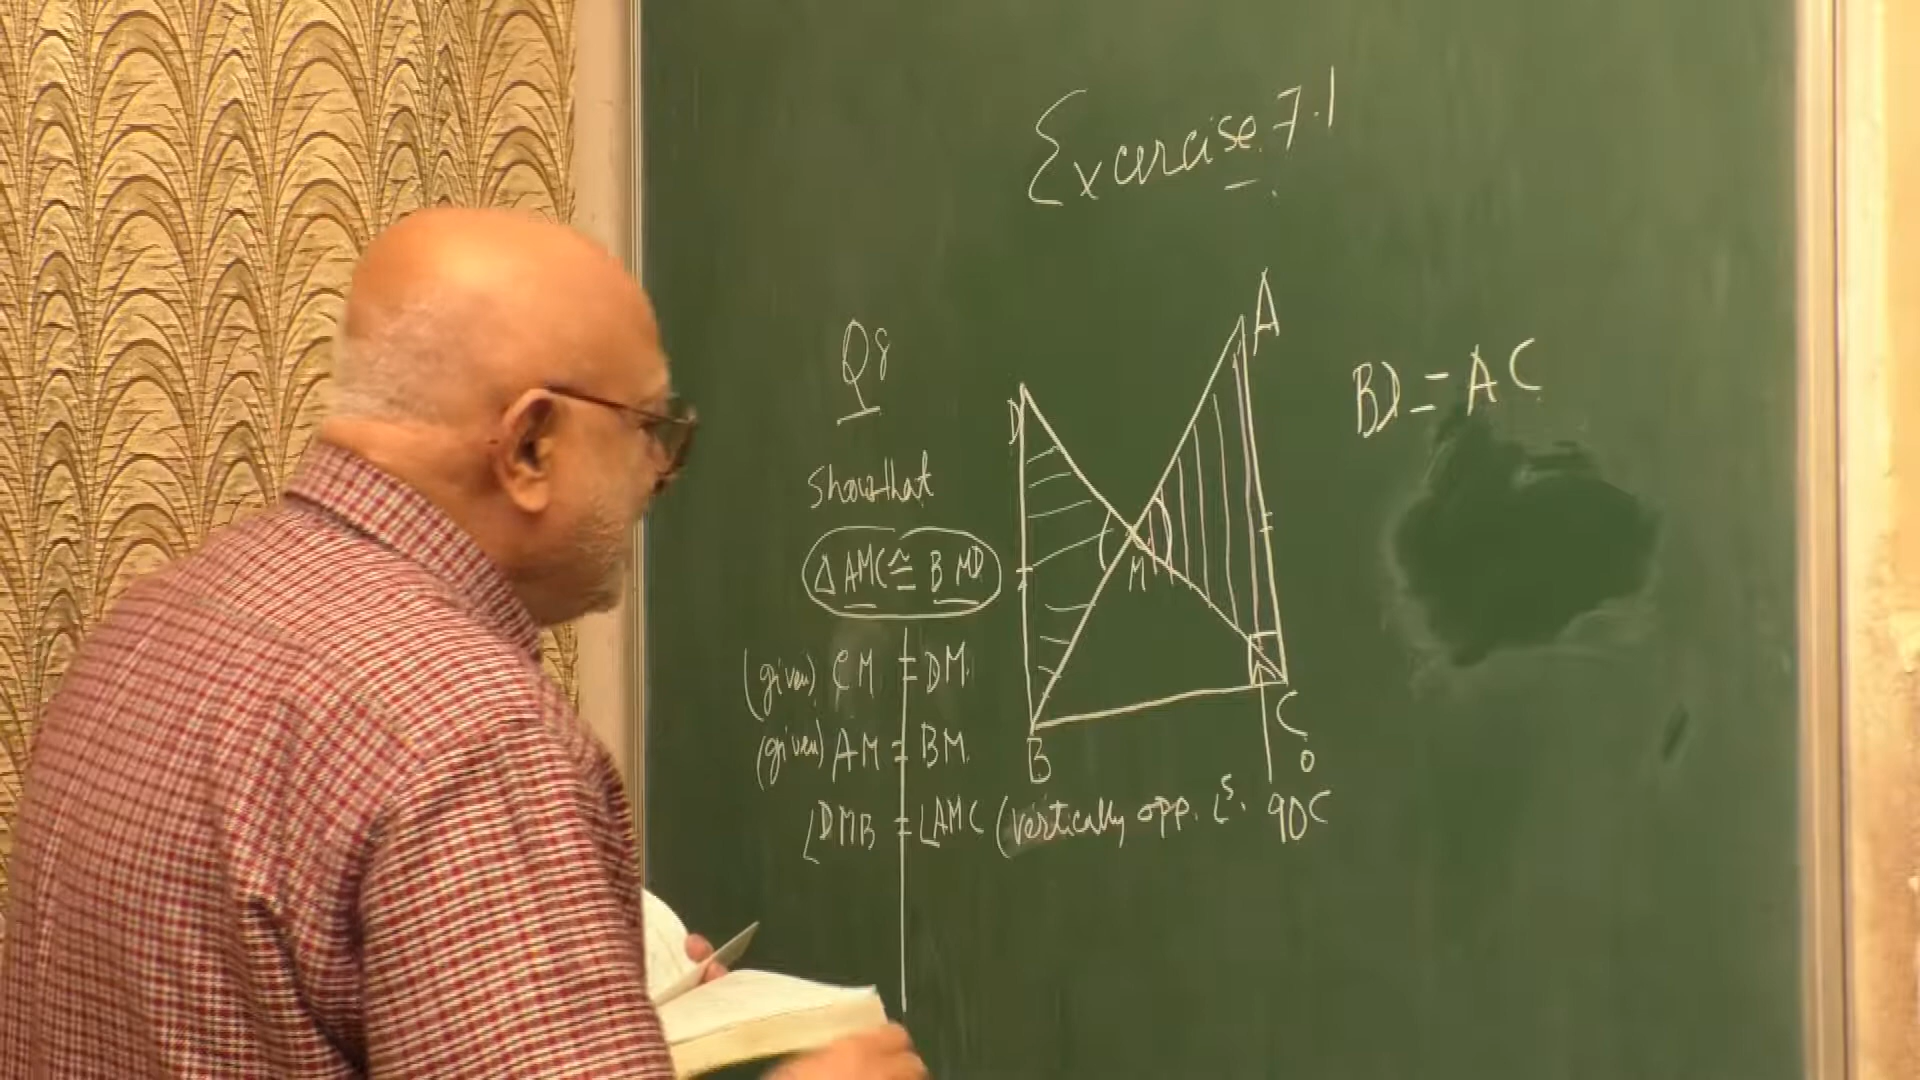 Excercise 7.1
Q8
Show that
△ AMC ≅ BMD
(given) CM = DM.
(given) AM = BM.
∠DMB = ∠AMC (vertically opp. ∠s.
D
A
M
B
C
90°
BD = AC